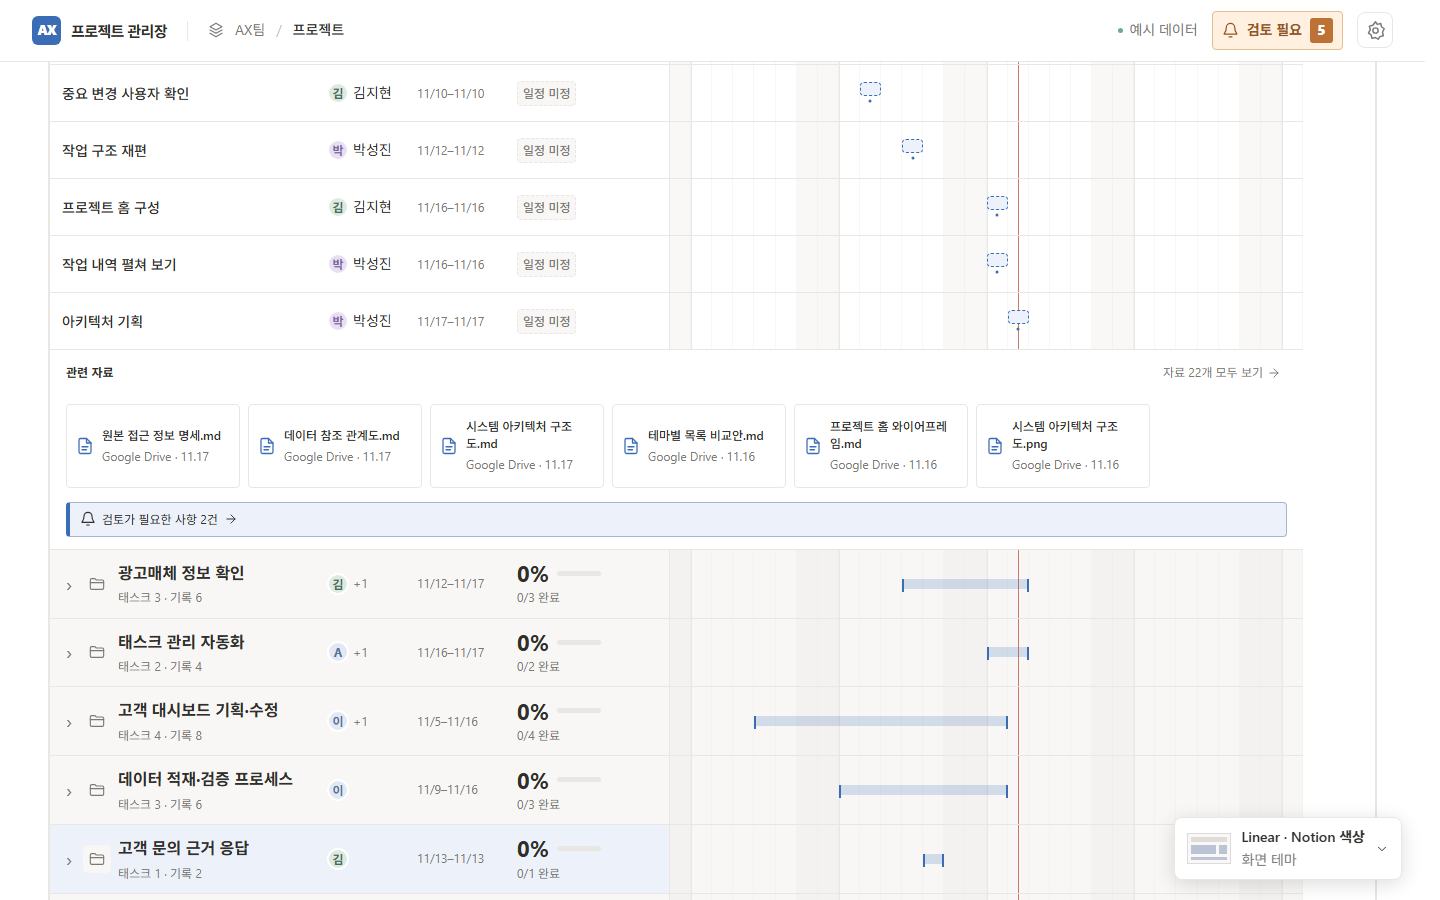 AX 프로젝트 관리장 AX팀 / 프로젝트 예시 데이터 검토 필요 5
중요 변경 사용자 확인 김 김지현 11/10–11/10 일정 미정
작업 구조 재편 박 박성진 11/12–11/12 일정 미정
프로젝트 홈 구성 김 김지현 11/16–11/16 일정 미정
작업 내역 펼쳐 보기 박 박성진 11/16–11/16 일정 미정
아키텍처 기획 박 박성진 11/17–11/17 일정 미정
관련 자료 자료 22개 모두 보기 →
원본 접근 정보 명세.md
Google Drive · 11.17
데이터 참조 관계도.md
Google Drive · 11.17
시스템 아키텍처 구조
도.md
Google Drive · 11.17
테마별 목록 비교안.md
Google Drive · 11.16
프로젝트 홈 와이어프레
임.md
Google Drive · 11.16
시스템 아키텍처 구조
도.png
Google Drive · 11.16
검토가 필요한 사항 2건 →
광고매체 정보 확인 김 +1 11/12–11/17 0%
태스크 3 · 기록 6 0/3 완료
태스크 관리 자동화 A +1 11/16–11/17 0%
태스크 2 · 기록 4 0/2 완료
고객 대시보드 기획·수정 이 +1 11/5–11/16 0%
태스크 4 · 기록 8 0/4 완료
데이터 적재·검증 프로세스 이 11/9–11/16 0%
태스크 3 · 기록 6 0/3 완료
고객 문의 근거 응답 김 11/13–11/13 0%
태스크 1 · 기록 2 0/1 완료
Linear · Notion 색상
화면 테마